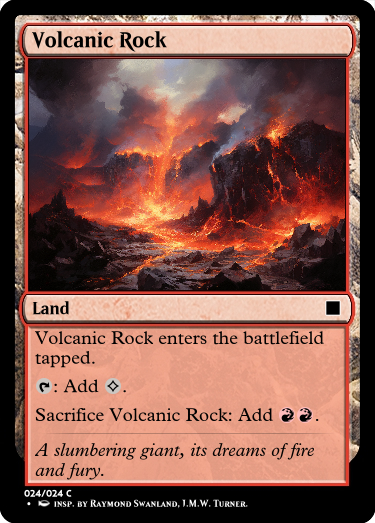 Volcanic Rock
Land
Volcanic Rock enters the battlefield
tapped.
: Add .
Sacrifice Volcanic Rock: Add .
A slumbering giant, its dreams of fire
and fury.
024/024 C
• insp. by Raymond Swanland, J.M.W. Turner.